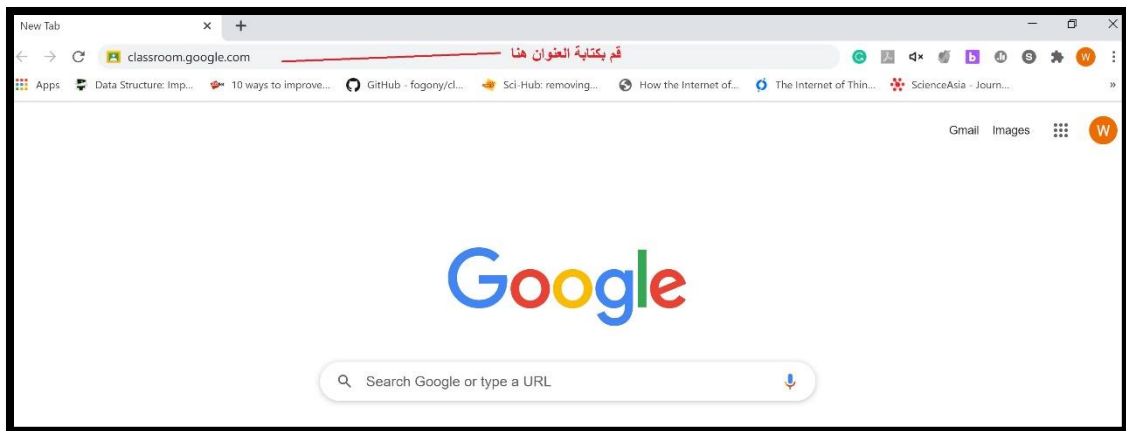 New Tab
classroom.google.com قم بكتابة العنوان هنا
Apps Data Structure: Imp... 10 ways to improve... GitHub - fogony/cl... Sci-Hub: removing... How the Internet of... The Internet of Thin... ScienceAsia - Journ... »
Gmail Images W
Google
Search Google or type a URL